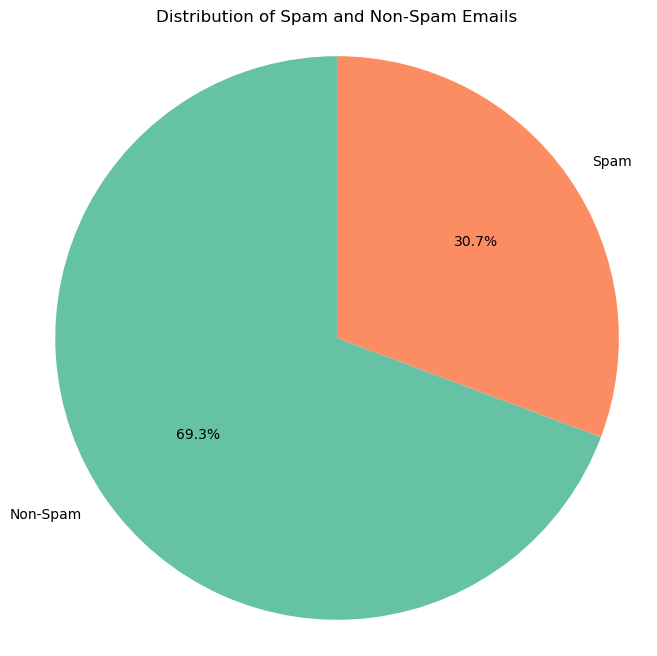 Distribution of Spam and Non-Spam Emails
Spam
30.7%
69.3%
Non-Spam